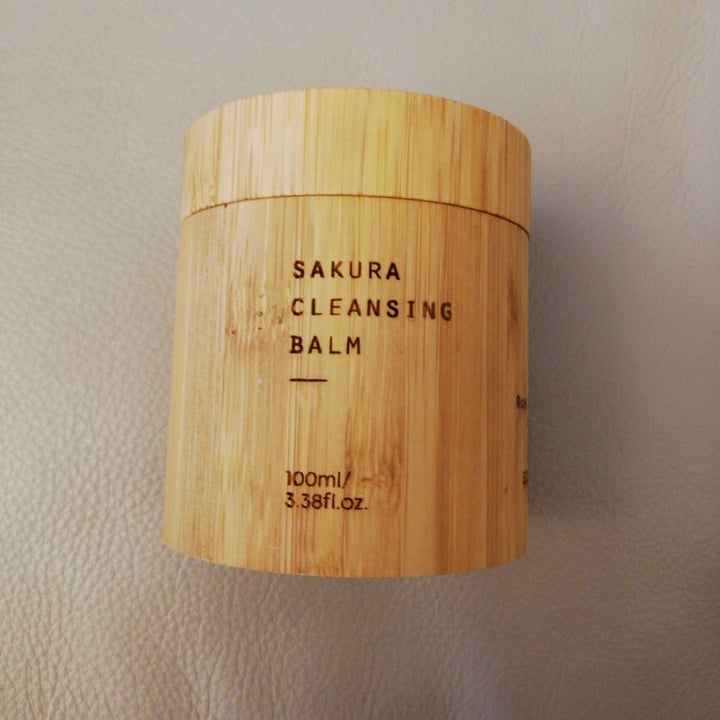 SAKURA
CLEANSING
BALM
100ml/
3.38fl.oz.